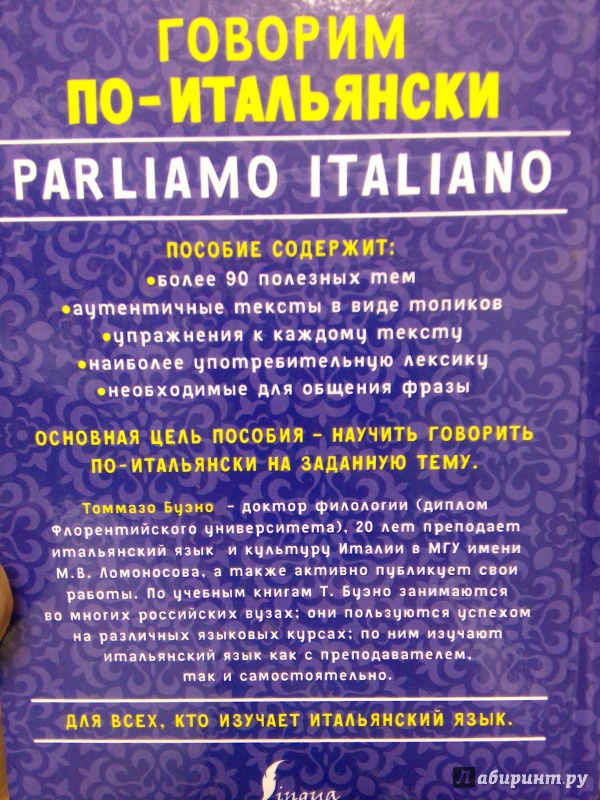 ГОВОРИМ
ПО-ИТАЛЬЯНСКИ
PARLIAMO ITALIANO
ПОСОБИЕ СОДЕРЖИТ:
•более 90 полезных тем
•аутентичные тексты в виде топиков
•упражнения к каждому тексту
•наиболее употребительную лексику
•необходимые для общения фразы
ОСНОВНАЯ ЦЕЛЬ ПОСОБИЯ – НАУЧИТЬ ГОВОРИТЬ
ПО-ИТАЛЬЯНСКИ НА ЗАДАННУЮ ТЕМУ.
Томмазо Буэно – доктор филологии (диплом
Флорентийского университета), 20 лет преподает
итальянский язык и культуру Италии в МГУ имени
М.В. Ломоносова, а также активно публикует свои
работы. По учебным книгам Т. Буэно занимаются
во многих российских вузах; они пользуются успехом
на различных языковых курсах; по ним изучают
итальянский язык как с преподавателем,
так и самостоятельно.
ДЛЯ ВСЕХ, КТО ИЗУЧАЕТ ИТАЛЬЯНСКИЙ ЯЗЫК.
Lingua
Лабиринт.ру